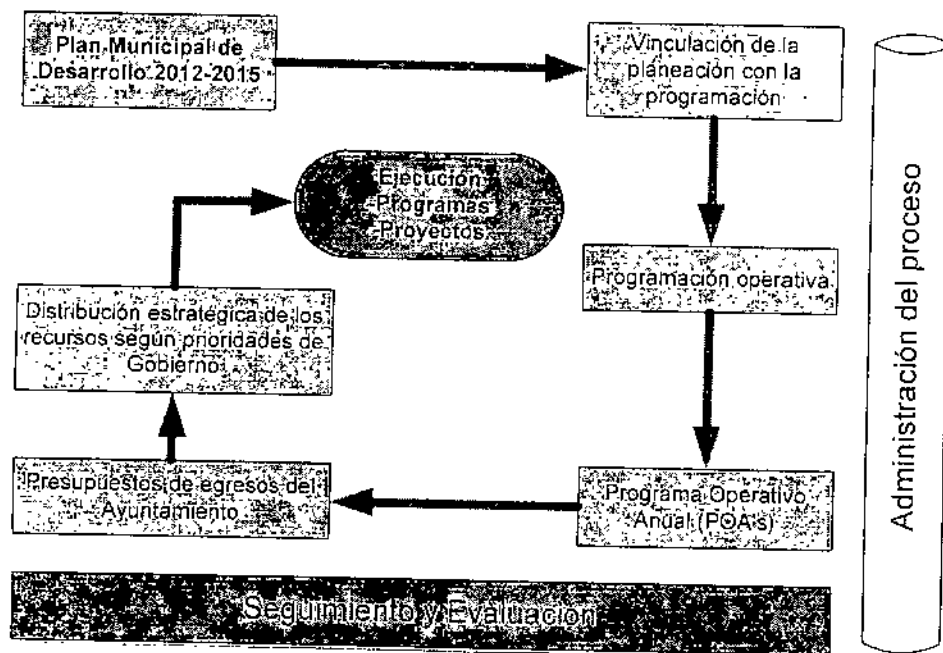 Plan Municipal de
Desarrollo 2012-2015
Vinculación de la
planeación con la
programación
Ejecución
-Programas
-Proyectos
Programación operativa
Distribución estratégica de los
recursos según prioridades de
Gobierno
Presupuestos de egresos del
Ayuntamiento
Programa Operativo
Anual (POA's)
Seguimiento y Evaluación
Administración del proceso